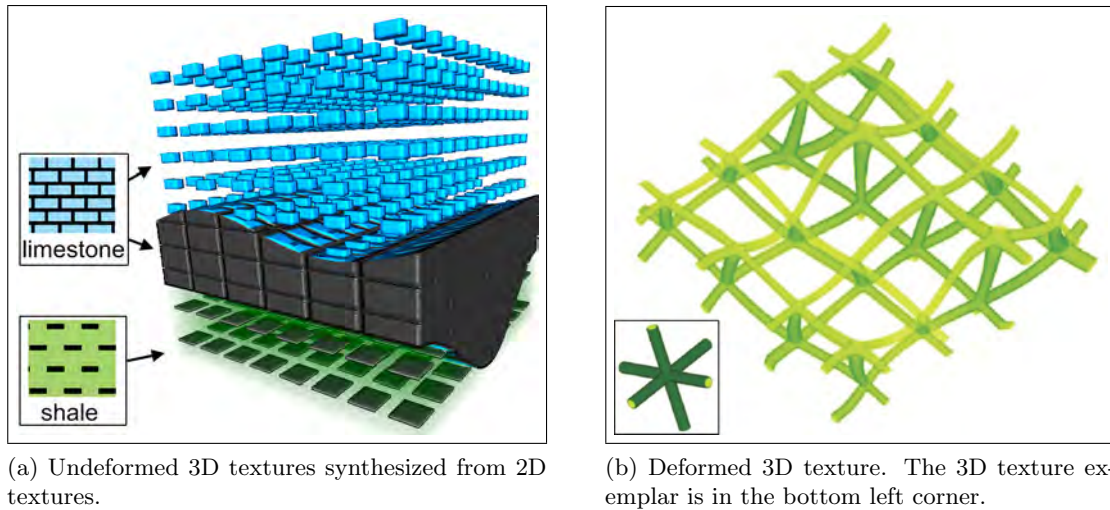 limestone
shale
(a) Undeformed 3D textures synthesized from 2D
textures.
(b) Deformed 3D texture. The 3D texture ex-
emplar is in the bottom left corner.